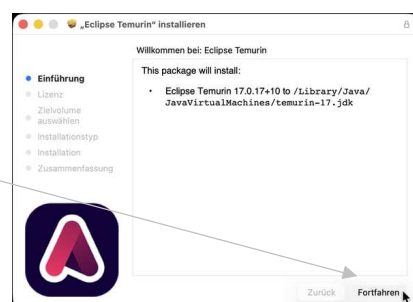 „Eclipse Temurin“ installieren
Willkommen bei: Eclipse Temurin
Einführung
Lizenz
Zielvolume
auswählen
Installationstyp
Installation
Zusammenfassung
This package will install:
• Eclipse Temurin 17.0.17+10 to /Library/Java/
JavaVirtualMachines/temurin-17.jdk
Zurück
Fortfahren